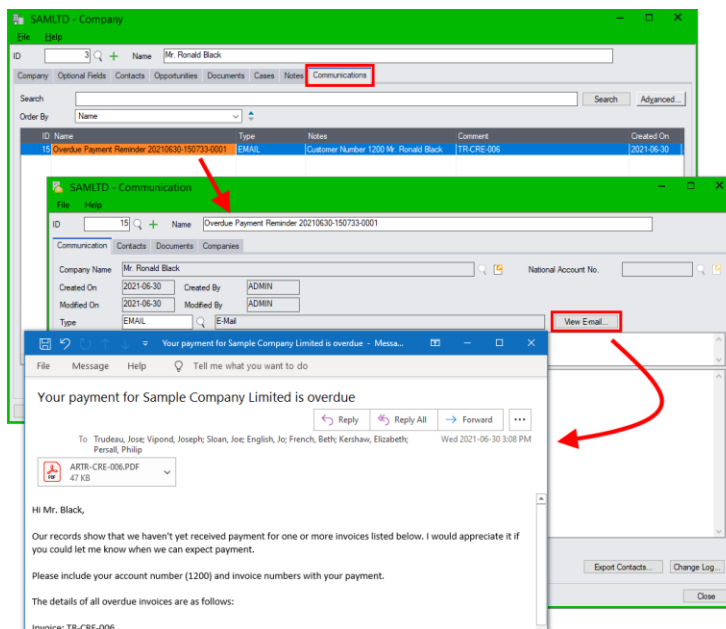 SAMLTD - Company
File Help
ID 3 Name Mr. Ronald Black
Company Optional Fields Contacts Opportunities Documents Cases Notes Communications
Search Search Advanced...
Order By Name
ID Name Type Notes Comment Created On
15 Overdue Payment Reminder 20210630-150733-0001 EMAIL Customer Number 1200 Mr. Ronald Black TR-CRE-006 2021-06-30
SAMLTD - Communication
File Help
ID 15 Name Overdue Payment Reminder 20210630-150733-0001
Communication Contacts Documents Companies
Company Name Mr. Ronald Black National Account No.
Created On 2021-06-30 Created By ADMIN
Modified On 2021-06-30 Modified By ADMIN
Type EMAIL E-Mail View E-mail...
Your payment for Sample Company Limited is overdue - Messa...
File Message Help Tell me what you want to do
Your payment for Sample Company Limited is overdue
Reply Reply All Forward
To Trudeau, Jose; Vipond, Joseph; Sloan, Joe; English, Jo; French, Beth; Kershaw, Elizabeth; Wed 2021-06-30 3:08 PM
Persall, Philip
ARTR-CRE-006.PDF
PDF 47 KB
Hi Mr. Black,
Our records show that we haven't yet received payment for one or more invoices listed below. I would appreciate it if
you could let me know when we can expect payment.
Please include your account number (1200) and invoice numbers with your payment.
The details of all overdue invoices are as follows:
Invoice: TR-CRE-006
Export Contacts... Change Log...
Close